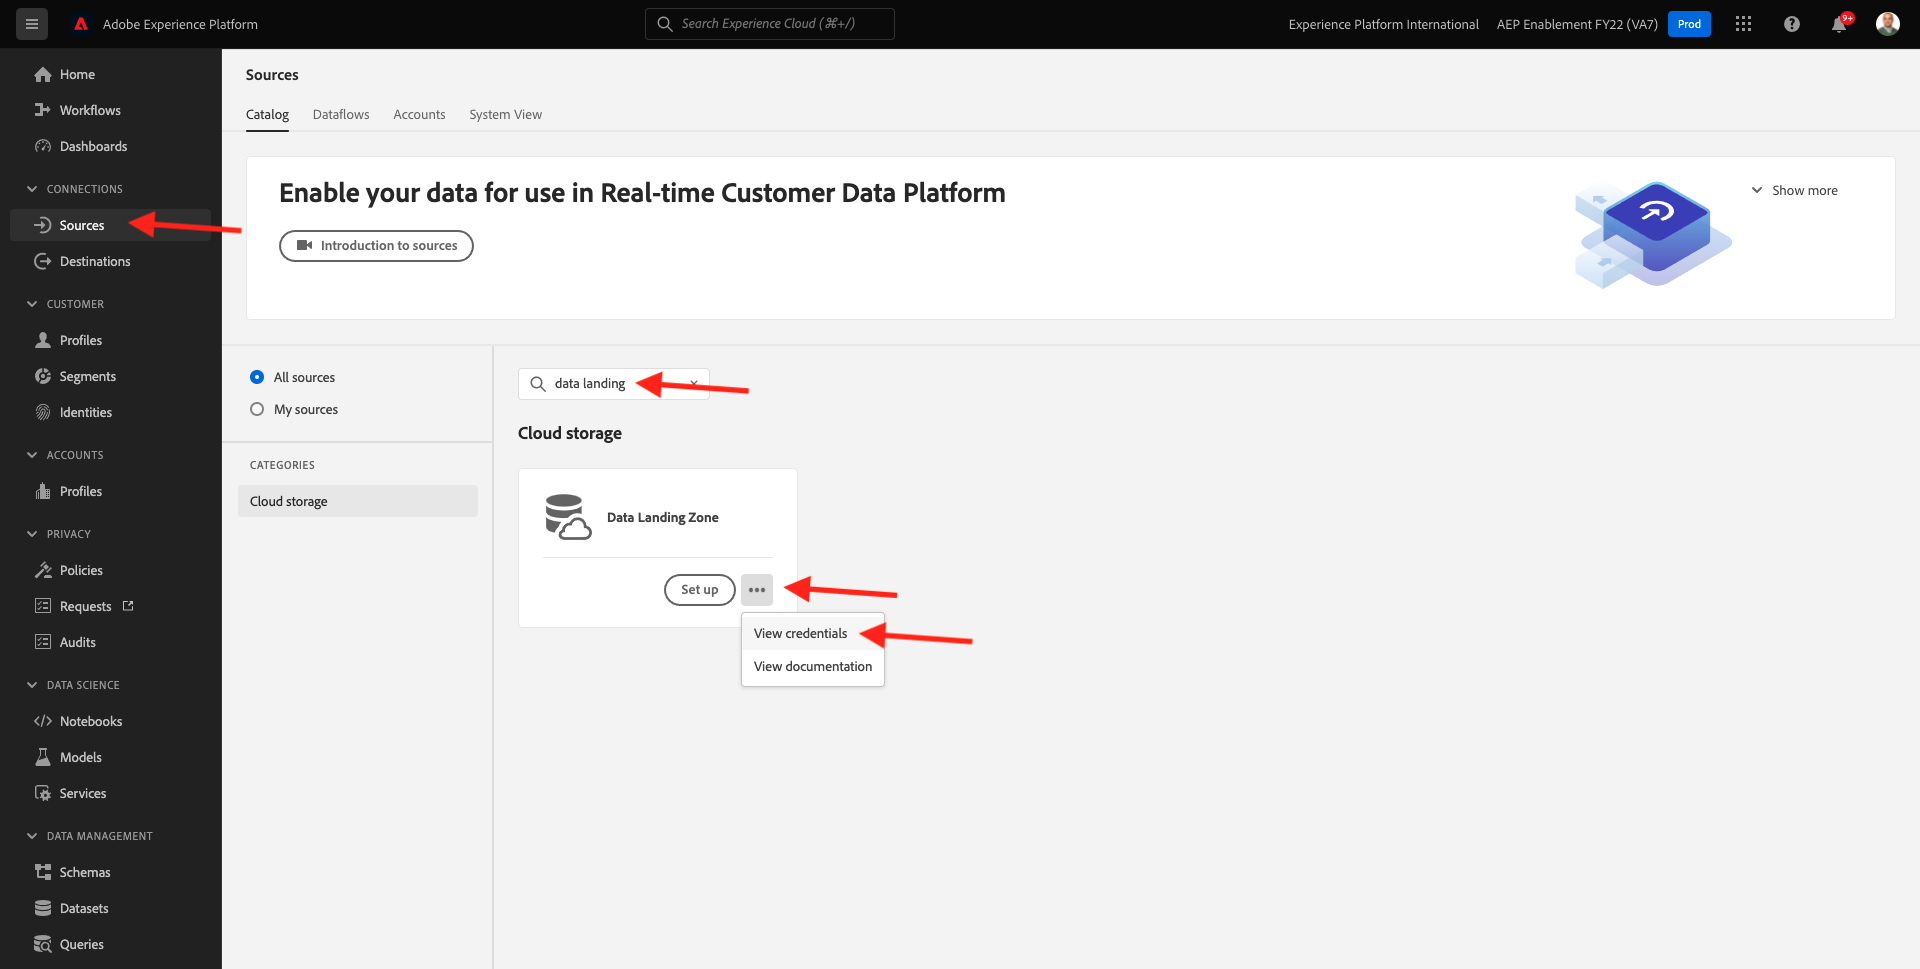 Adobe Experience Platform
Search Experience Cloud (⌘+/)
Experience Platform International
AEP Enablement FY22 (VA7)
Prod
9+
Home
Workflows
Dashboards
CONNECTIONS
Sources
Destinations
CUSTOMER
Profiles
Segments
Identities
ACCOUNTS
Profiles
PRIVACY
Policies
Requests
Audits
DATA SCIENCE
Notebooks
Models
Services
DATA MANAGEMENT
Schemas
Datasets
Queries
Sources
Catalog
Dataflows
Accounts
System View
Enable your data for use in Real-time Customer Data Platform
Show more
Introduction to sources
All sources
My sources
CATEGORIES
Cloud storage
data landing
Cloud storage
Data Landing Zone
Set up
View credentials
View documentation